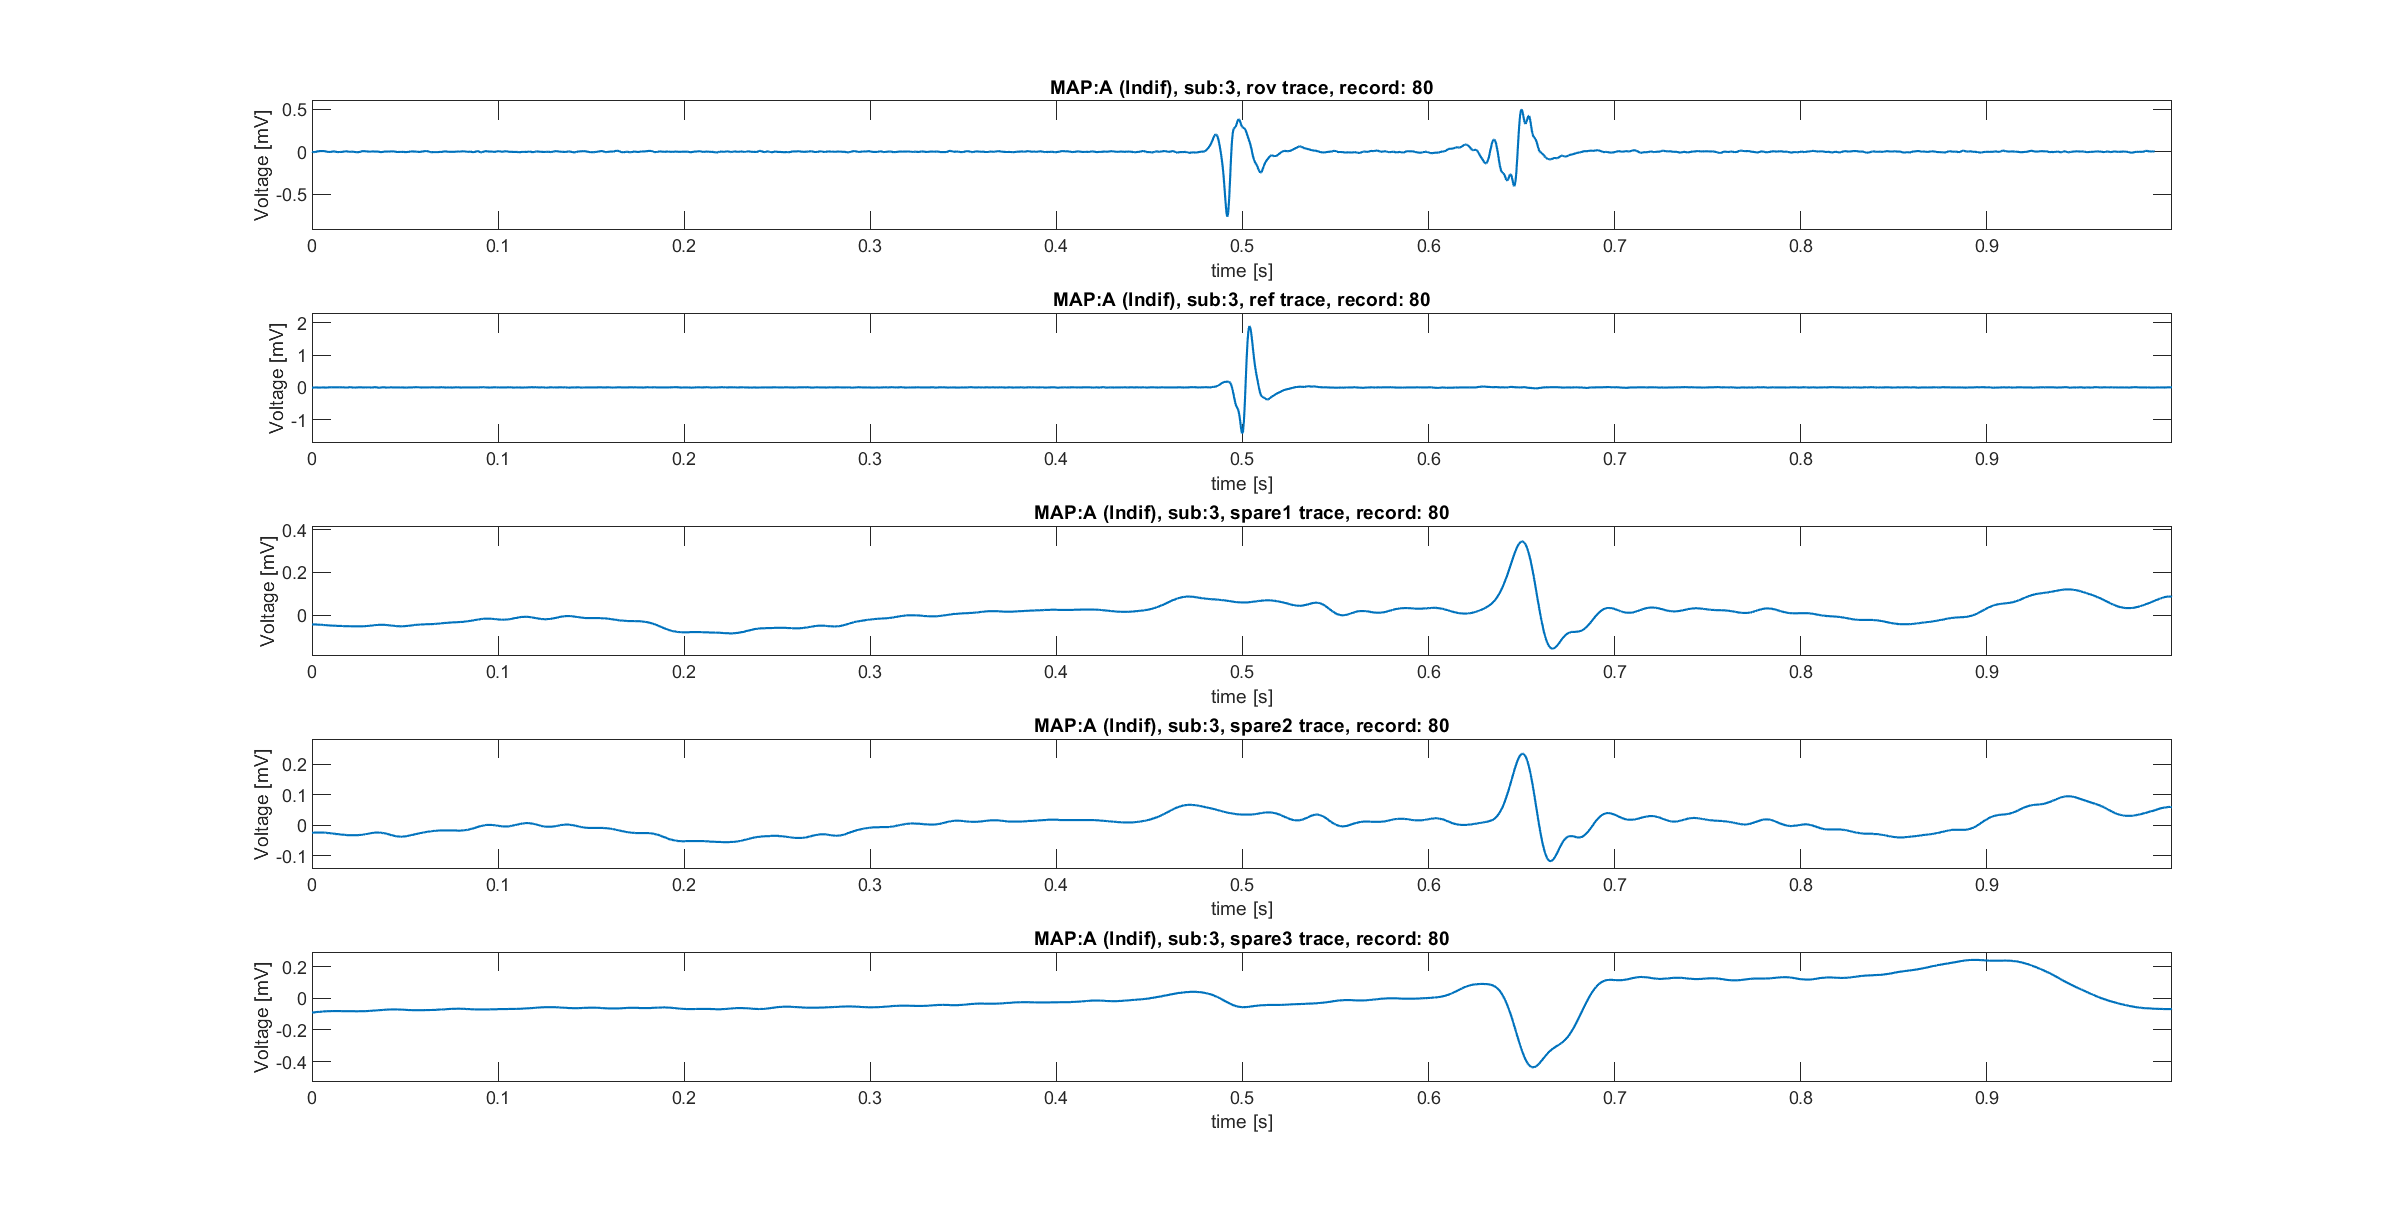 MAP:A (Indif), sub:3, rov trace, record: 80
Voltage [mV]
0.5
0
-0.5
0 0.1 0.2 0.3 0.4 0.5 0.6 0.7 0.8 0.9
time [s]
MAP:A (Indif), sub:3, ref trace, record: 80
Voltage [mV]
2
1
0
-1
0 0.1 0.2 0.3 0.4 0.5 0.6 0.7 0.8 0.9
time [s]
MAP:A (Indif), sub:3, spare1 trace, record: 80
Voltage [mV]
0.4
0.2
0
0 0.1 0.2 0.3 0.4 0.5 0.6 0.7 0.8 0.9
time [s]
MAP:A (Indif), sub:3, spare2 trace, record: 80
Voltage [mV]
0.2
0.1
0
-0.1
0 0.1 0.2 0.3 0.4 0.5 0.6 0.7 0.8 0.9
time [s]
MAP:A (Indif), sub:3, spare3 trace, record: 80
Voltage [mV]
0.2
0
-0.2
-0.4
0 0.1 0.2 0.3 0.4 0.5 0.6 0.7 0.8 0.9
time [s]